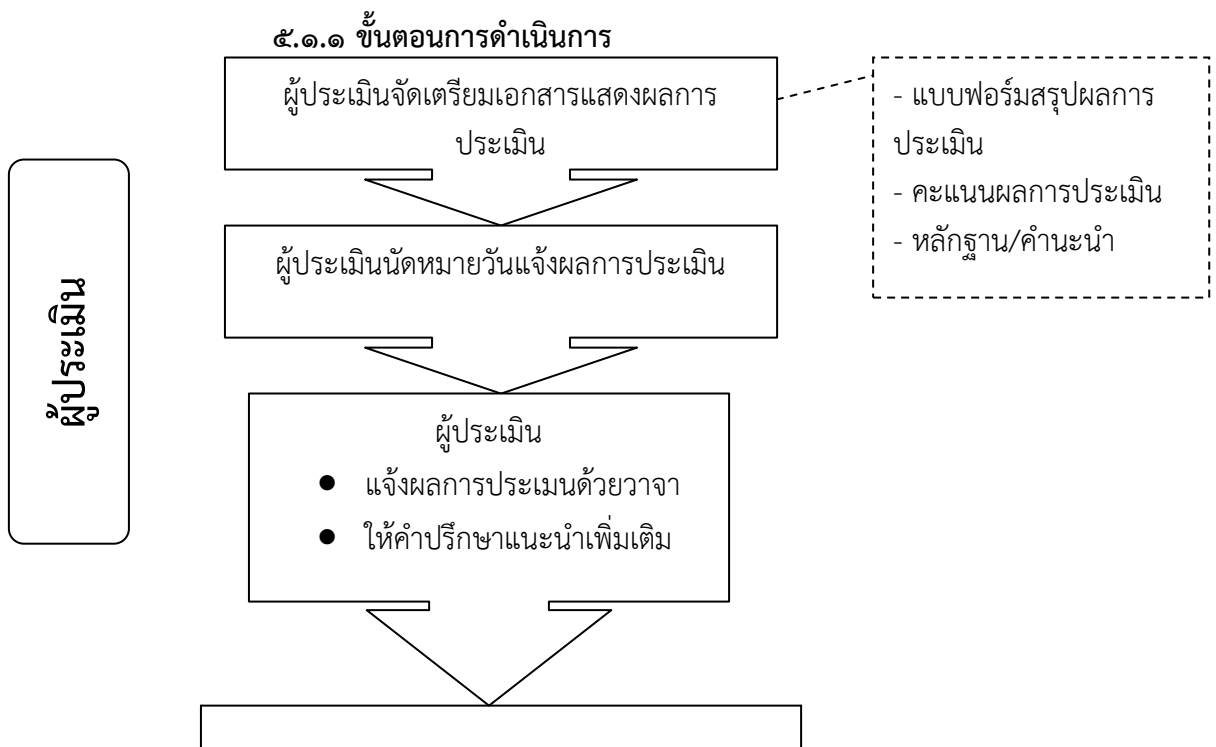 ๕.๑.๑ ขั้นตอนการดำเนินการ
ผู้ประเมินจัดเตรียมเอกสารแสดงผลการ
ประเมิน
- แบบฟอร์มสรุปผลการ
ประเมิน
- คะแนนผลการประเมิน
- หลักฐาน/คำนะนำ
ผู้ประเมินนัดหมายวันแจ้งผลการประเมิน
ผู้ประเมิน
ผู้ประเมิน
● แจ้งผลการประเมนด้วยวาจา
● ให้คำปรึกษาแนะนำเพิ่มเติม